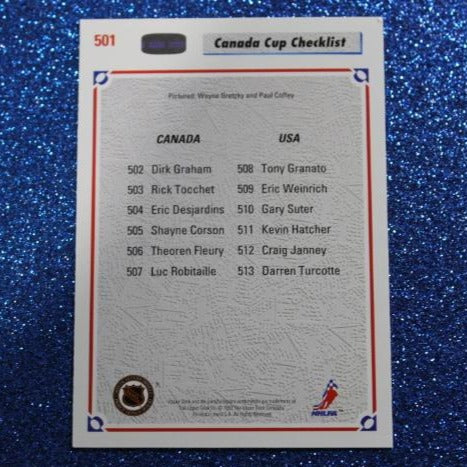 501 Canada Cup Checklist
Pictured: Wayne Gretzky and Paul Coffey
CANADA USA
502 Dirk Graham 508 Tony Granato
503 Rick Tocchet 509 Eric Weinrich
504 Eric Desjardins 510 Gary Suter
505 Shayne Corson 511 Kevin Hatcher
506 Theoren Fleury 512 Craig Janney
507 Luc Robitaille 513 Darren Turcotte
NHLPA